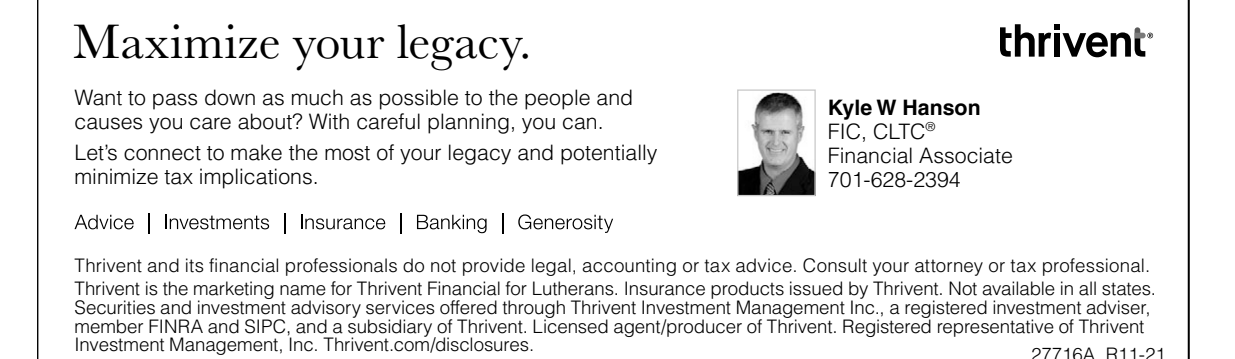 Maximize your legacy.
thrivent®
Want to pass down as much as possible to the people and
causes you care about? With careful planning, you can.
Let's connect to make the most of your legacy and potentially
minimize tax implications.
Kyle W Hanson
FIC, CLTC®
Financial Associate
701-628-2394
Advice | Investments | Insurance | Banking | Generosity
Thrivent and its financial professionals do not provide legal, accounting or tax advice. Consult your attorney or tax professional.
Thrivent is the marketing name for Thrivent Financial for Lutherans. Insurance products issued by Thrivent. Not available in all states.
Securities and investment advisory services offered through Thrivent Investment Management Inc., a registered investment adviser,
member FINRA and SIPC, and a subsidiary of Thrivent. Licensed agent/producer of Thrivent. Registered representative of Thrivent
Investment Management, Inc. Thrivent.com/disclosures.
27716A R11-21